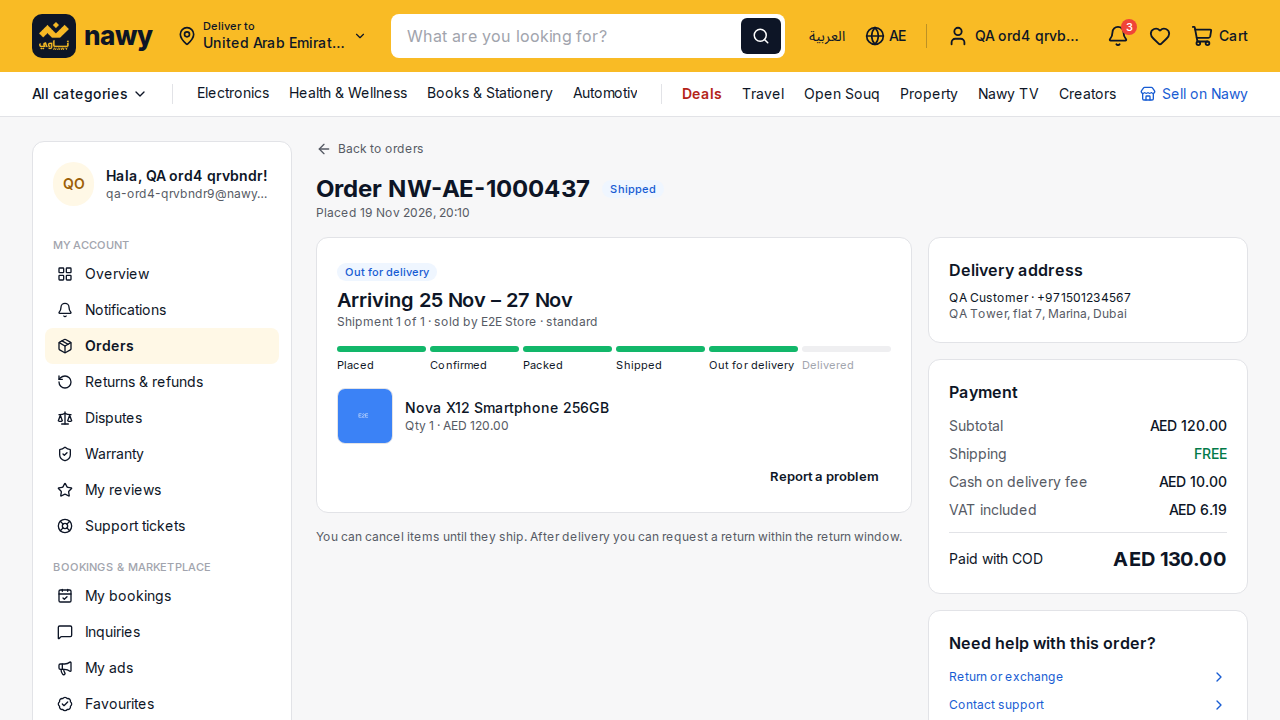 ناوي
nawy
Deliver to
United Arab Emirat...
What are you looking for?
العربية
AE
QA ord4 qrvb...
3
Cart
All categories
Electronics
Health & Wellness
Books & Stationery
Automotiv
Deals
Travel
Open Souq
Property
Nawy TV
Creators
Sell on Nawy
QO
Hala, QA ord4 qrvbndr!
qa-ord4-qrvbndr9@nawy...
MY ACCOUNT
Overview
Notifications
Orders
Returns & refunds
Disputes
Warranty
My reviews
Support tickets
BOOKINGS & MARKETPLACE
My bookings
Inquiries
My ads
Favourites
Back to orders
Order NW-AE-1000437
Shipped
Placed 19 Nov 2026, 20:10
Out for delivery
Arriving 25 Nov – 27 Nov
Shipment 1 of 1 · sold by E2E Store · standard
Placed
Confirmed
Packed
Shipped
Out for delivery
Delivered
E2E
Nova X12 Smartphone 256GB
Qty 1 · AED 120.00
Report a problem
You can cancel items until they ship. After delivery you can request a return within the return window.
Delivery address
QA Customer · +971501234567
QA Tower, flat 7, Marina, Dubai
Payment
Subtotal AED 120.00
Shipping FREE
Cash on delivery fee AED 10.00
VAT included AED 6.19
Paid with COD AED 130.00
Need help with this order?
Return or exchange
Contact support